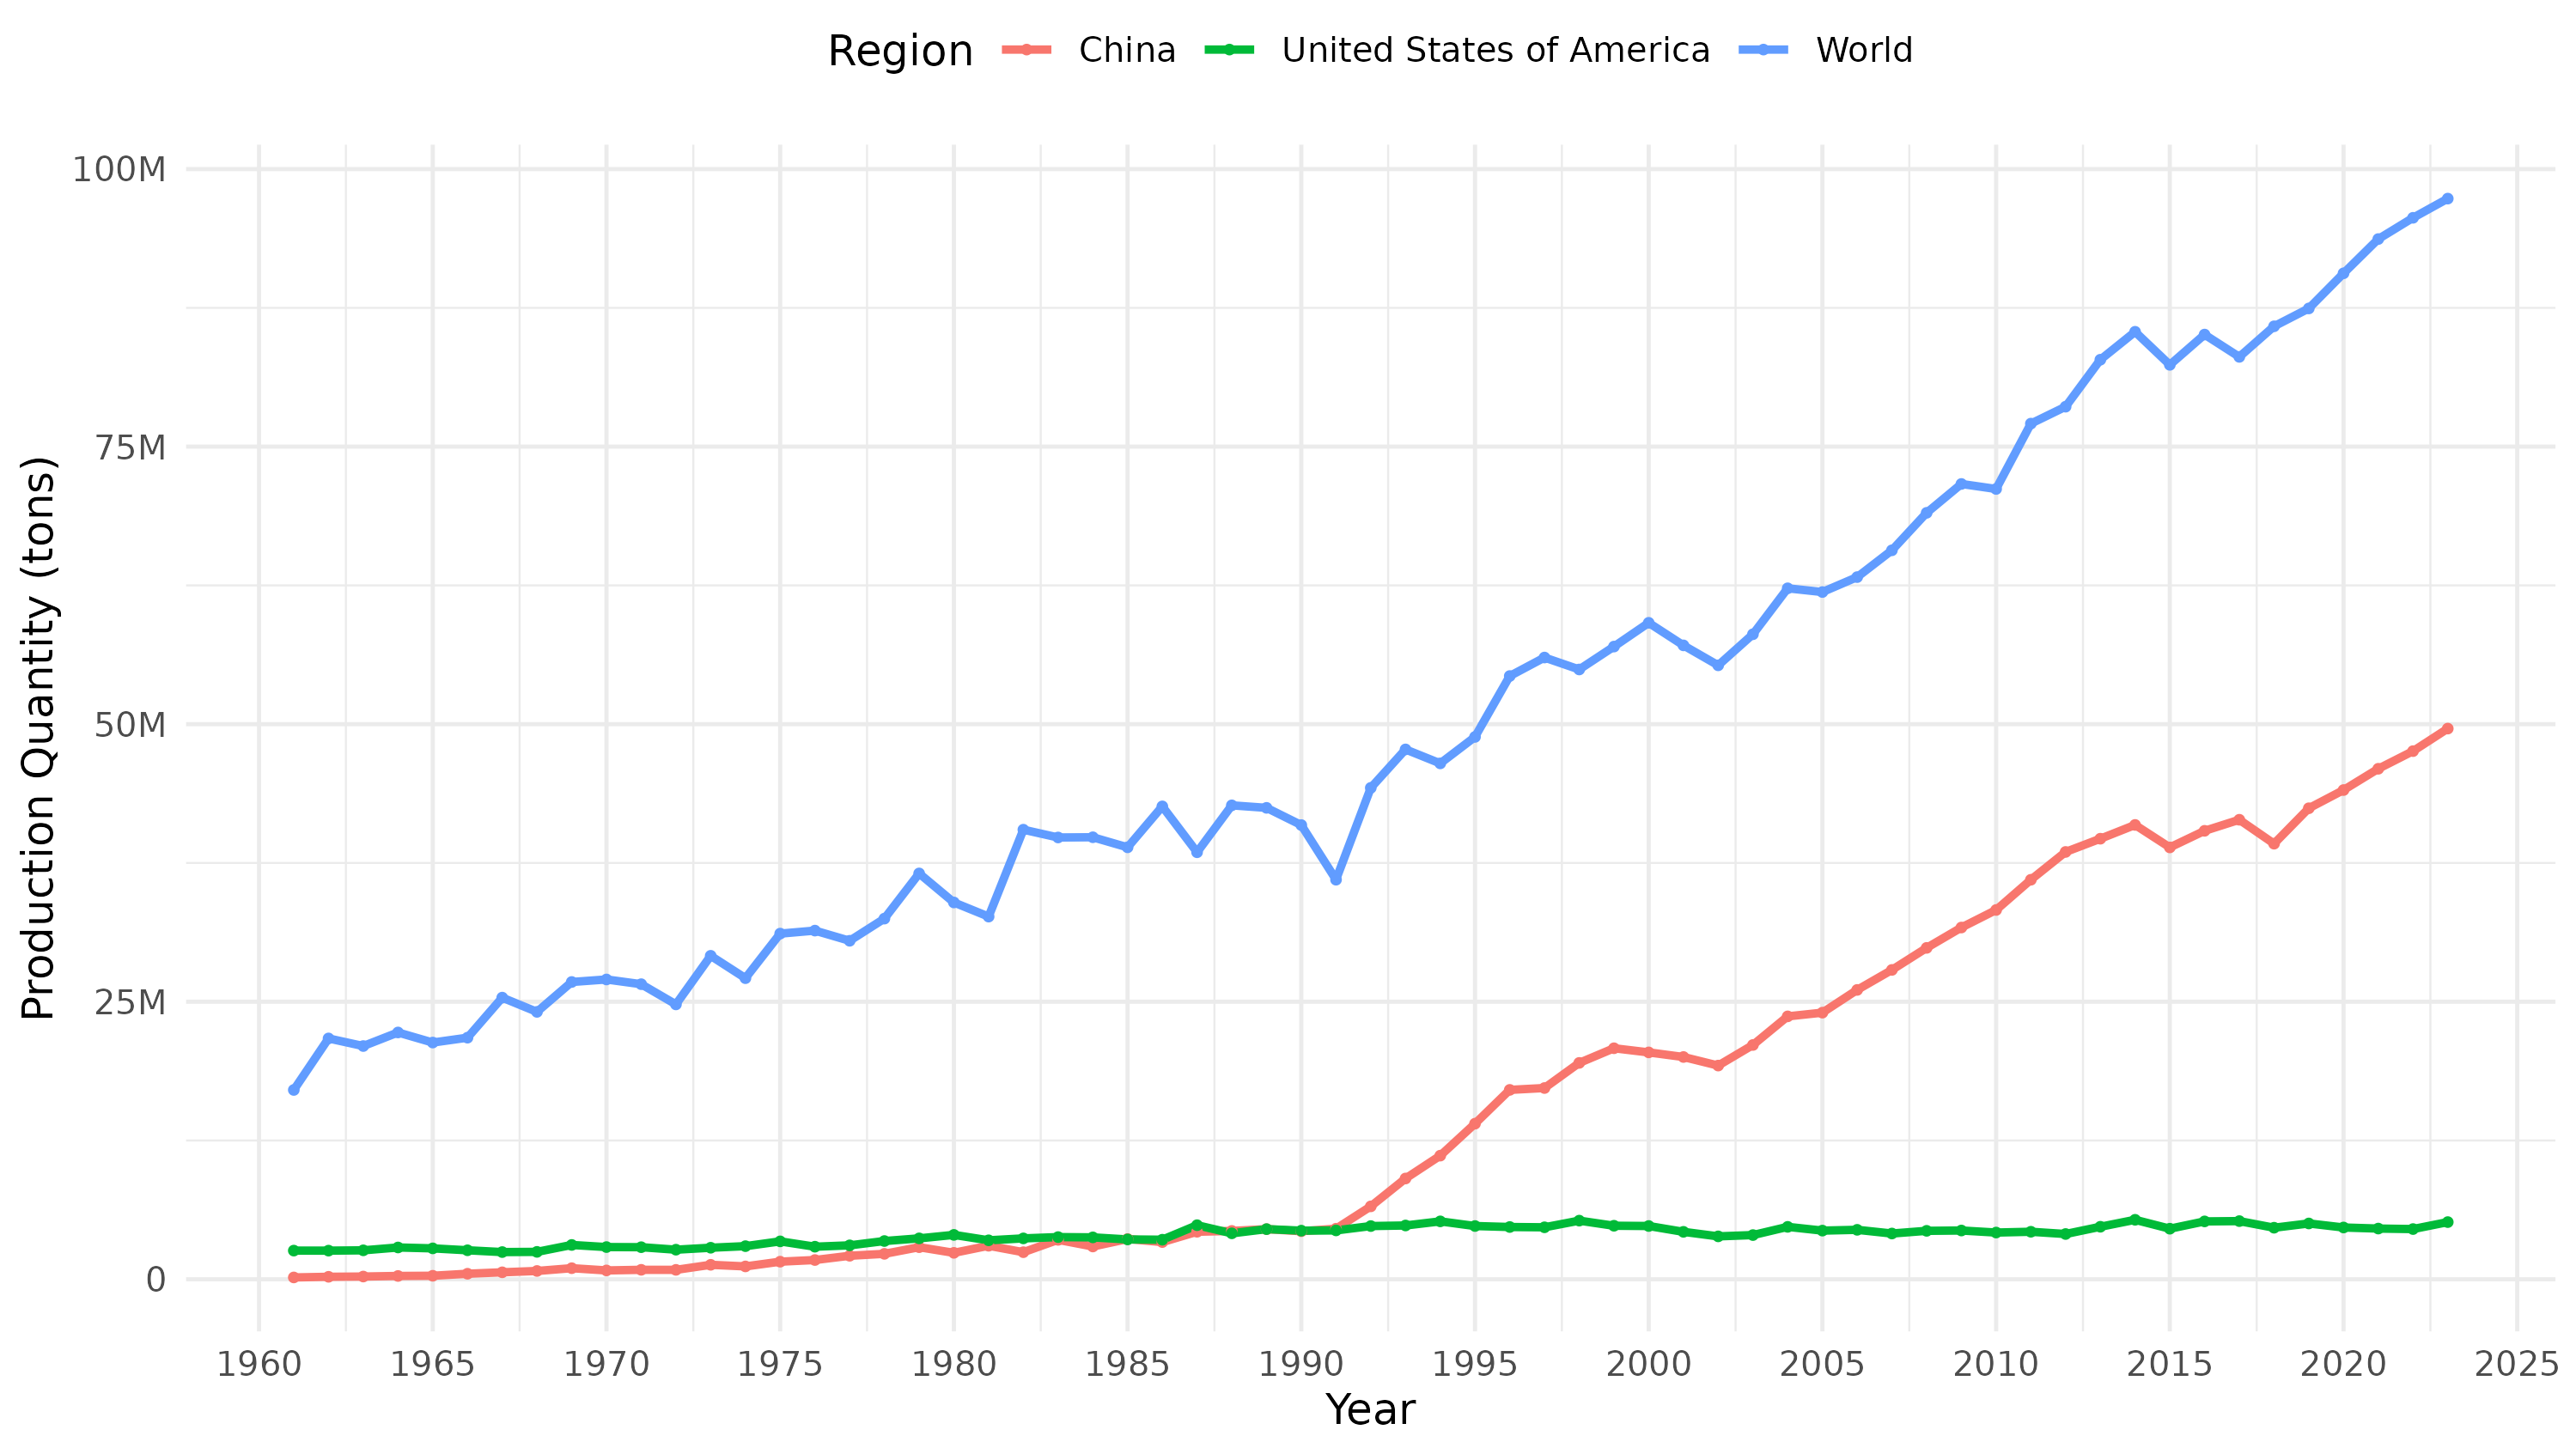 Region China United States of America World
100M
75M
50M
25M
0
Production Quantity (tons)
1960 1965 1970 1975 1980 1985 1990 1995 2000 2005 2010 2015 2020 2025
Year